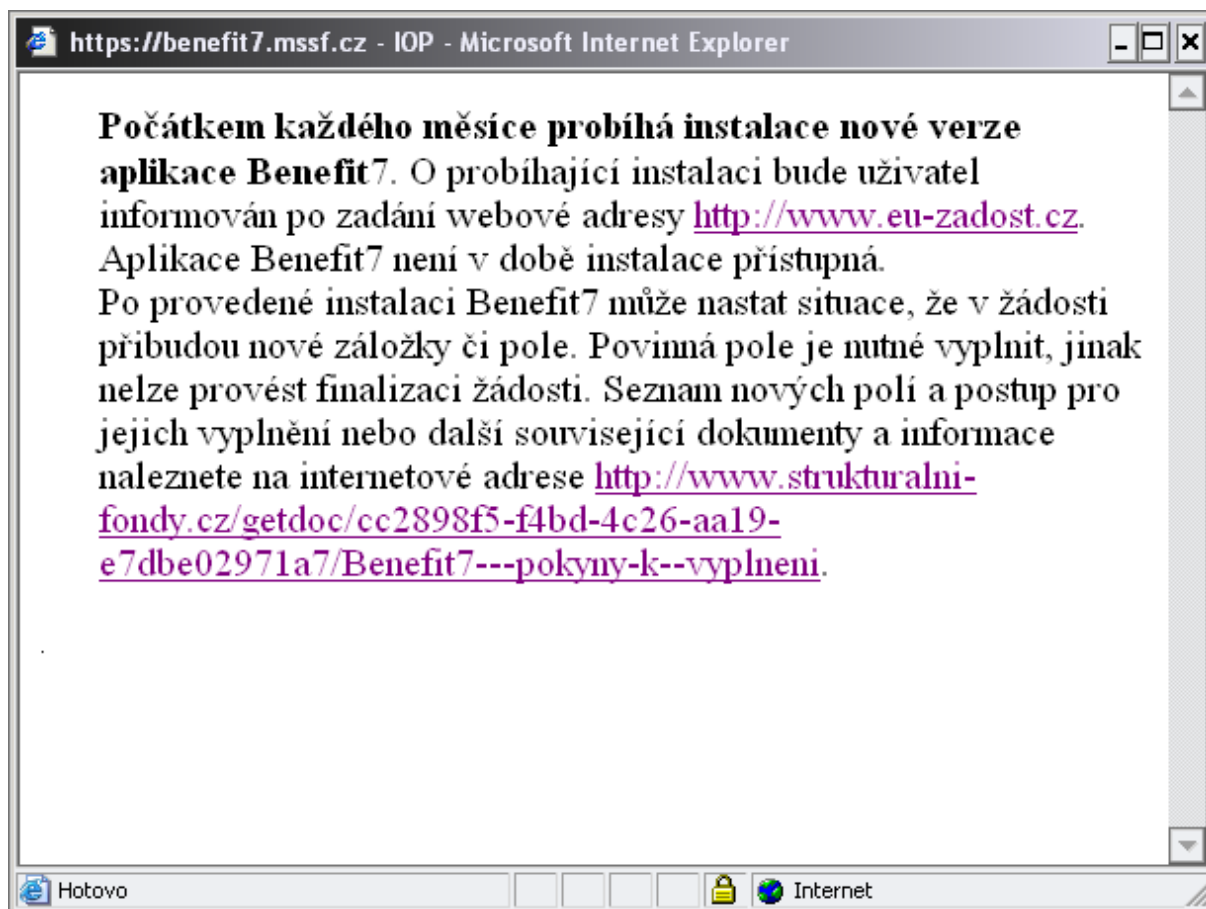 https://benefit7.mssf.cz - IOP - Microsoft Internet Explorer
Počátkem každého měsíce probíhá instalace nové verze
aplikace Benefit7. O probíhající instalaci bude uživatel
informován po zadání webové adresy http://www.eu-zadost.cz.
Aplikace Benefit7 není v době instalace přístupná.
Po provedené instalaci Benefit7 může nastat situace, že v žádosti
přibudou nové záložky či pole. Povinná pole je nutné vyplnit, jinak
nelze provést finalizaci žádosti. Seznam nových polí a postup pro
jejich vyplnění nebo další související dokumenty a informace
naleznete na internetové adrese http://www.strukturalni-
fondy.cz/getdoc/cc2898f5-f4bd-4c26-aa19-
e7dbe02971a7/Benefit7---pokyny-k--vyplneni.
.
Hotovo Internet